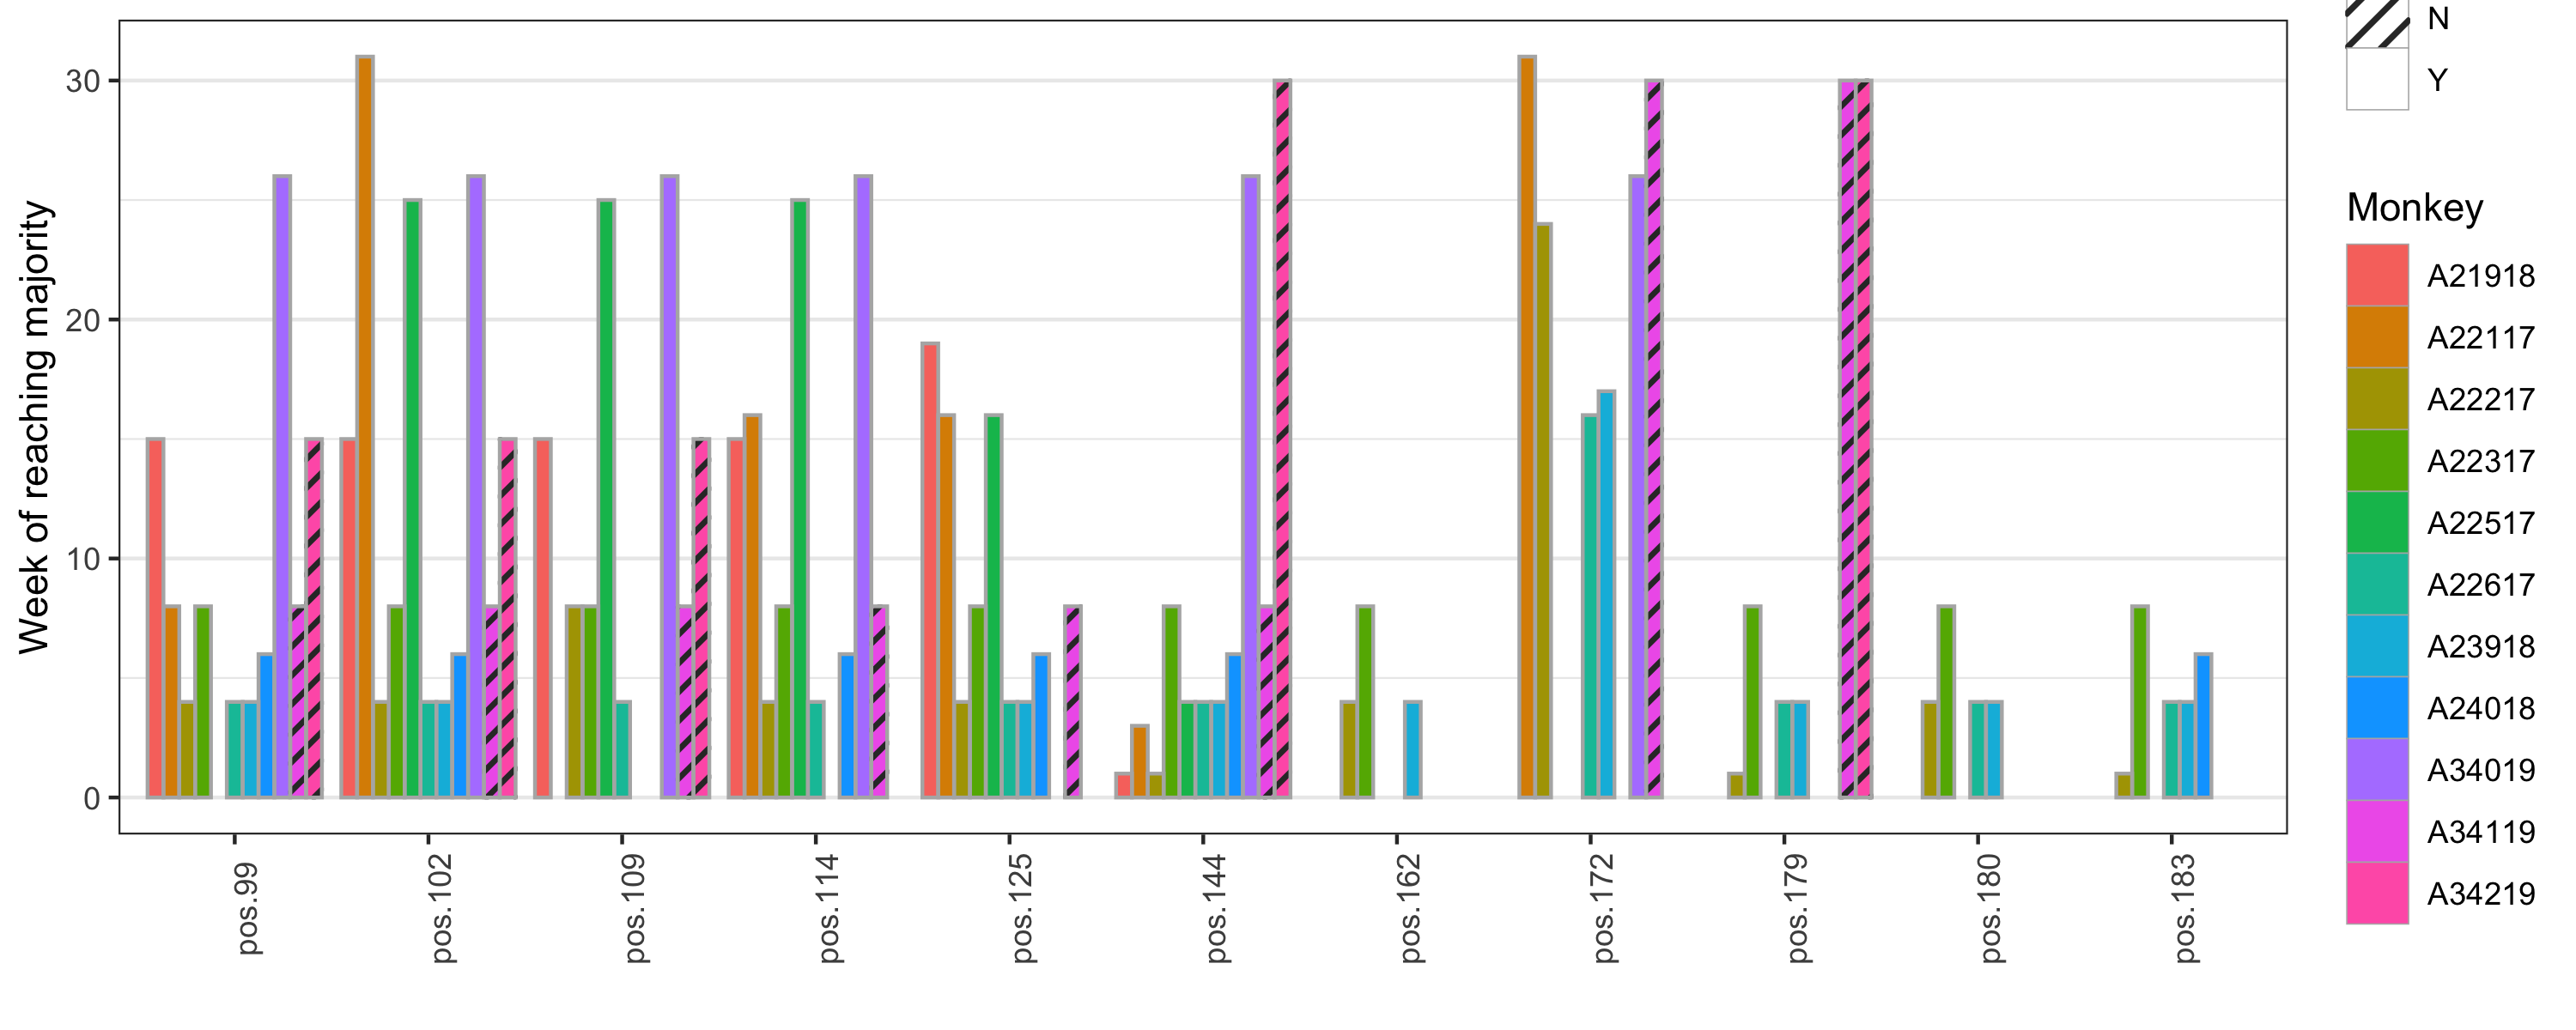 Week of reaching majority
30
20
10
0
pos.99
pos.102
pos.109
pos.114
pos.125
pos.144
pos.162
pos.172
pos.179
pos.180
pos.183
N
Y
Monkey
A21918
A22117
A22217
A22317
A22517
A22617
A23918
A24018
A34019
A34119
A34219